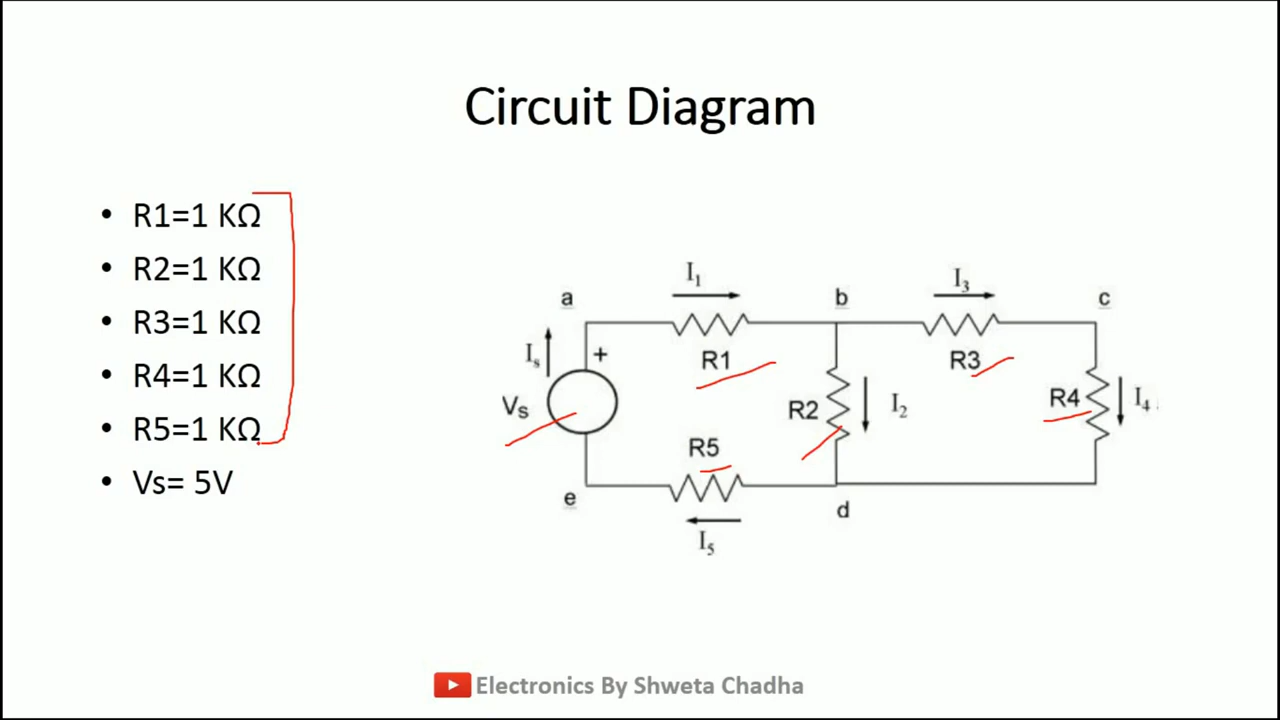 Circuit Diagram
• R1=1 KΩ
• R2=1 KΩ
• R3=1 KΩ
• R4=1 KΩ
• R5=1 KΩ
• Vs= 5V
I₁
I₃
a
b
c
Iₛ
+
R1
R3
Vₛ
R2
I₂
R4
I₄
R5
e
d
I₅
Electronics By Shweta Chadha